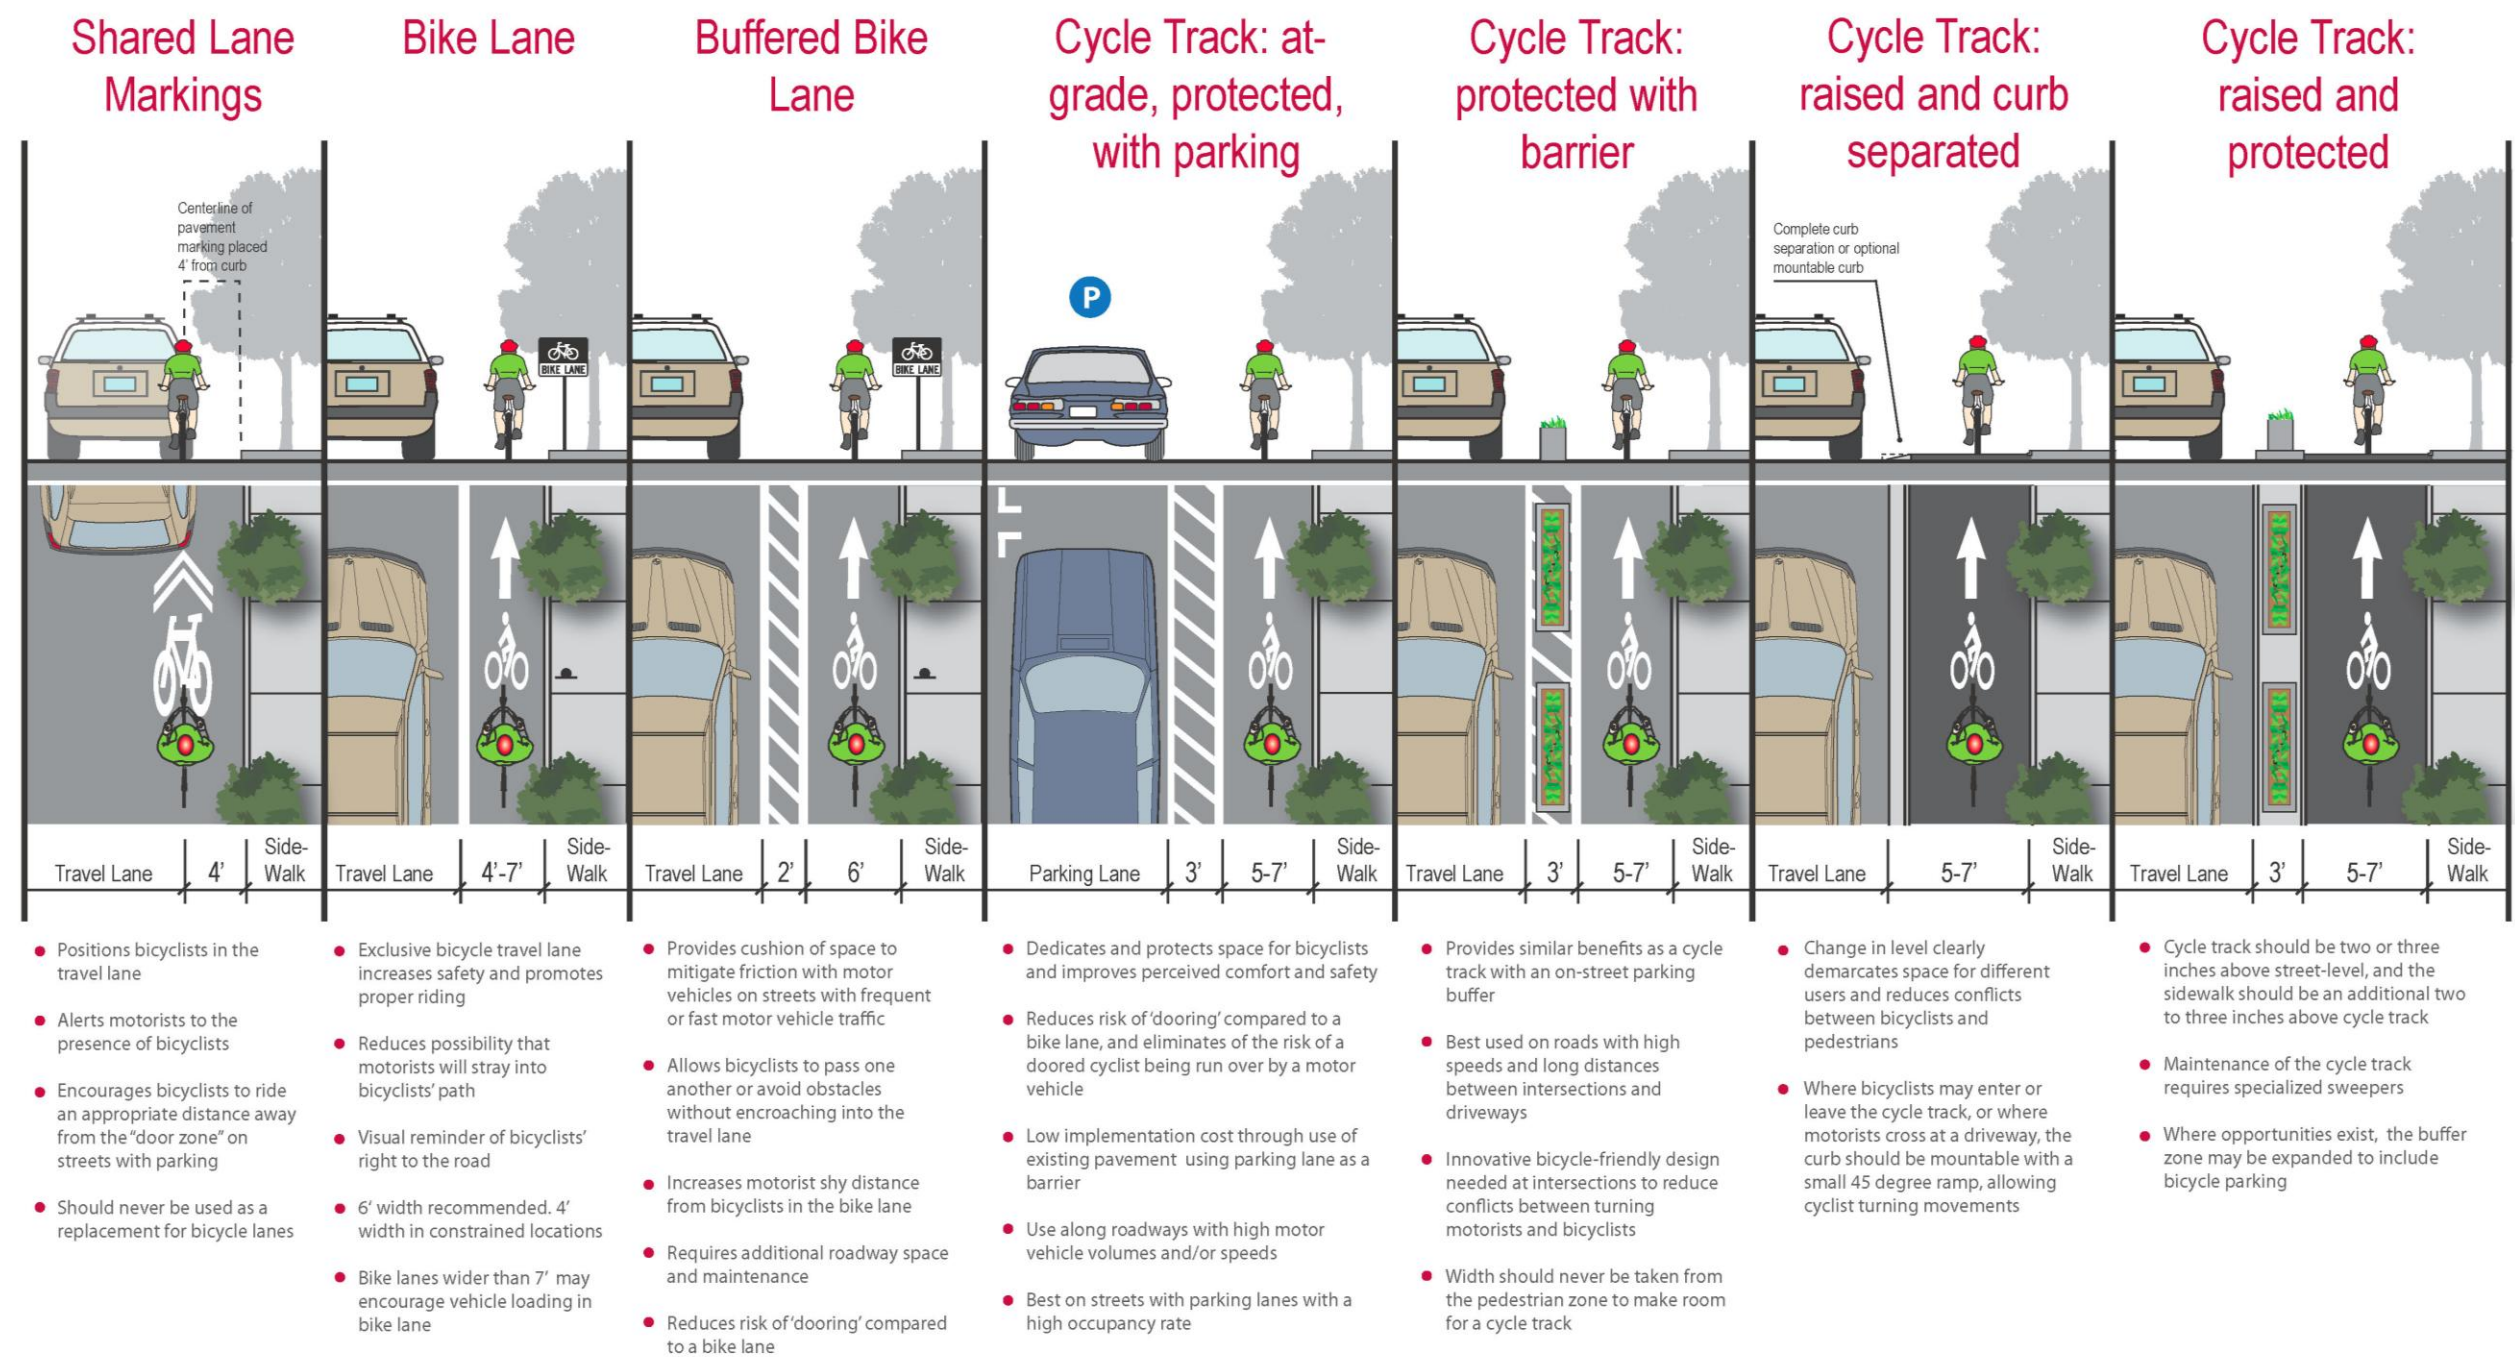 Shared Lane
Markings
Centerline of
pavement
marking placed
4' from curb
Travel Lane
4'
Side-
Walk
● Positions bicyclists in the
travel lane
● Alerts motorists to the
presence of bicyclists
● Encourages bicyclists to ride
an appropriate distance away
from the “door zone” on
streets with parking
● Should never be used as a
replacement for bicycle lanes
Bike Lane
BIKE LANE
Travel Lane
4'-7'
Side-
Walk
● Exclusive bicycle travel lane
increases safety and promotes
proper riding
● Reduces possibility that
motorists will stray into
bicyclists’ path
● Visual reminder of bicyclists’
right to the road
● 6’ width recommended. 4’
width in constrained locations
● Bike lanes wider than 7’ may
encourage vehicle loading in
bike lane
Buffered Bike
Lane
BIKE LANE
Travel Lane
2'
6'
Side-
Walk
● Provides cushion of space to
mitigate friction with motor
vehicles on streets with frequent
or fast motor vehicle traffic
● Allows bicyclists to pass one
another or avoid obstacles
without encroaching into the
travel lane
● Increases motorist shy distance
from bicyclists in the bike lane
● Requires additional roadway space
and maintenance
● Reduces risk of ‘dooring’ compared
to a bike lane
Cycle Track: at-
grade, protected,
with parking
P
Parking Lane
3'
5-7'
Side-
Walk
● Dedicates and protects space for bicyclists
and improves perceived comfort and safety
● Reduces risk of ‘dooring’ compared to a
bike lane, and eliminates of the risk of a
doored cyclist being run over by a motor
vehicle
● Low implementation cost through use of
existing pavement using parking lane as a
barrier
● Use along roadways with high motor
vehicle volumes and/or speeds
● Best on streets with parking lanes with a
high occupancy rate
Cycle Track:
protected with
barrier
Travel Lane
3'
5-7'
Side-
Walk
● Provides similar benefits as a cycle
track with an on-street parking
buffer
● Best used on roads with high
speeds and long distances
between intersections and
driveways
● Innovative bicycle-friendly design
needed at intersections to reduce
conflicts between turning
motorists and bicyclists
● Width should never be taken from
the pedestrian zone to make room
for a cycle track
Cycle Track:
raised and curb
separated
Complete curb
separation or optional
mountable curb
Travel Lane
5-7'
Side-
Walk
● Change in level clearly
demarcates space for different
users and reduces conflicts
between bicyclists and
pedestrians
● Where bicyclists may enter or
leave the cycle track, or where
motorists cross at a driveway, the
curb should be mountable with a
small 45 degree ramp, allowing
cyclist turning movements
Cycle Track:
raised and
protected
Travel Lane
3'
5-7'
Side-
Walk
● Cycle track should be two or three
inches above street-level, and the
sidewalk should be an additional two
to three inches above cycle track
● Maintenance of the cycle track
requires specialized sweepers
● Where opportunities exist, the buffer
zone may be expanded to include
bicycle parking